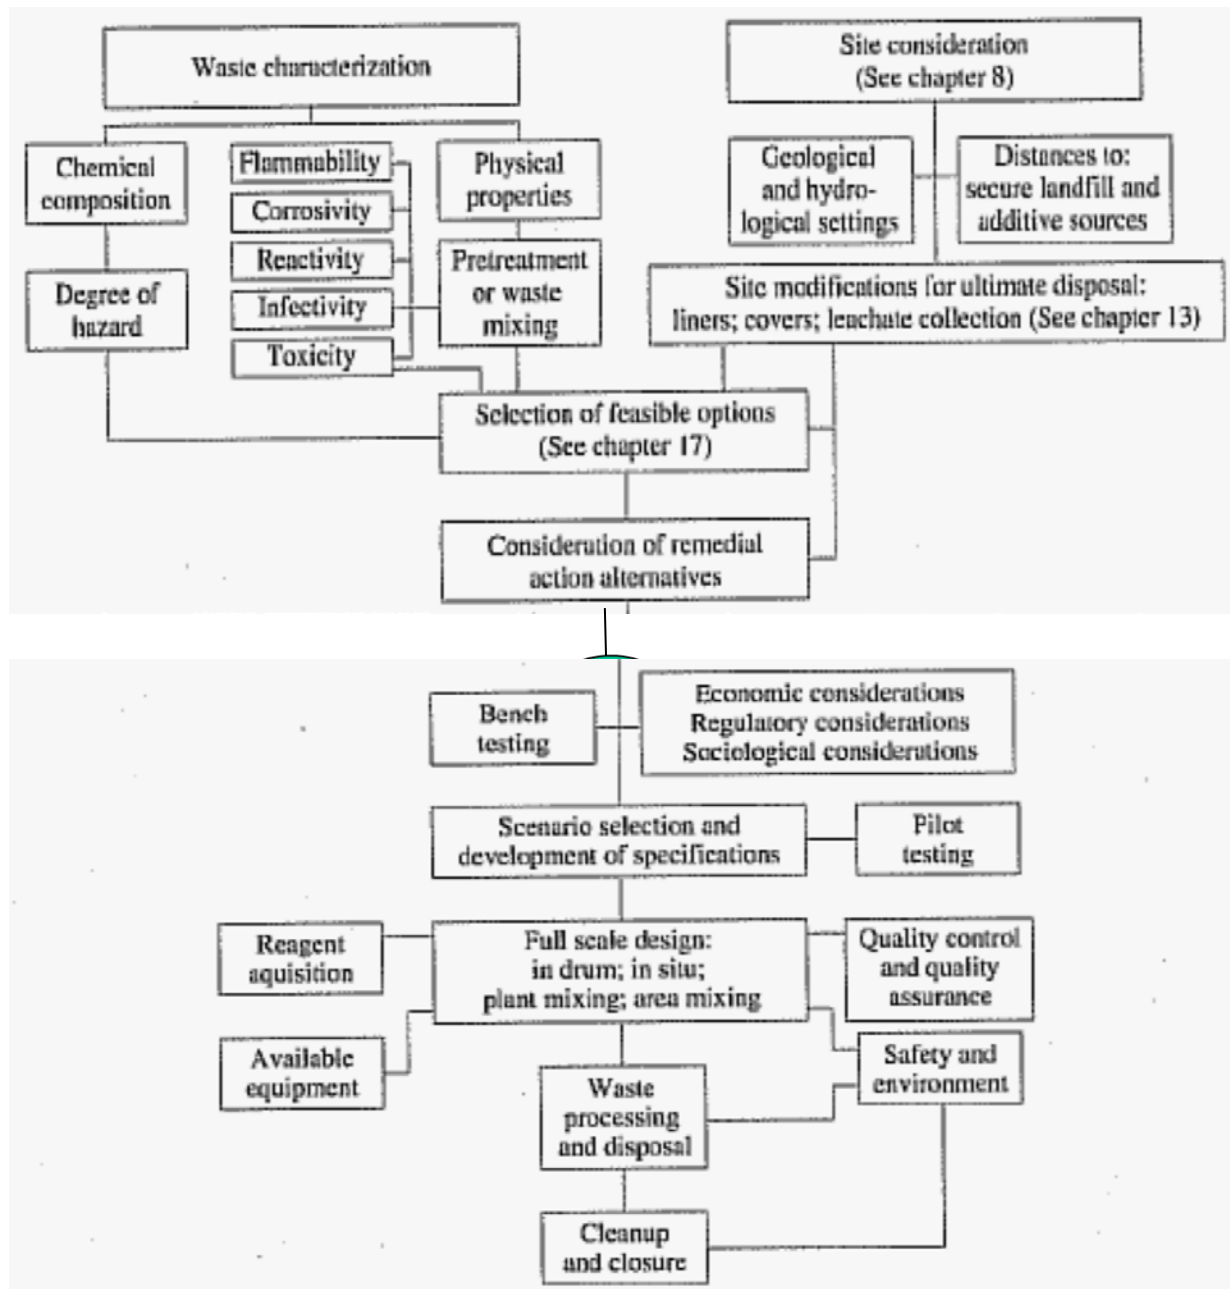 Waste characterization
Site consideration
(See chapter 8)
Chemical
composition
Flammability
Corrosivity
Reactivity
Infectivity
Toxicity
Physical
properties
Geological
and hydro-
logical settings
Distances to:
secure landfill and
additive sources
Degree of
hazard
Pretreatment
or waste
mixing
Site modifications for ultimate disposal:
liners; covers; leachate collection (See chapter 13)
Selection of feasible options
(See chapter 17)
Consideration of remedial
action alternatives
Bench
testing
Economic considerations
Regulatory considerations
Sociological considerations
Scenario selection and
development of specifications
Pilot
testing
Reagent
aquisition
Full scale design:
in drum; in situ;
plant mixing; area mixing
Quality control
and quality
assurance
Available
equipment
Safety and
environment
Waste
processing
and disposal
Cleanup
and closure